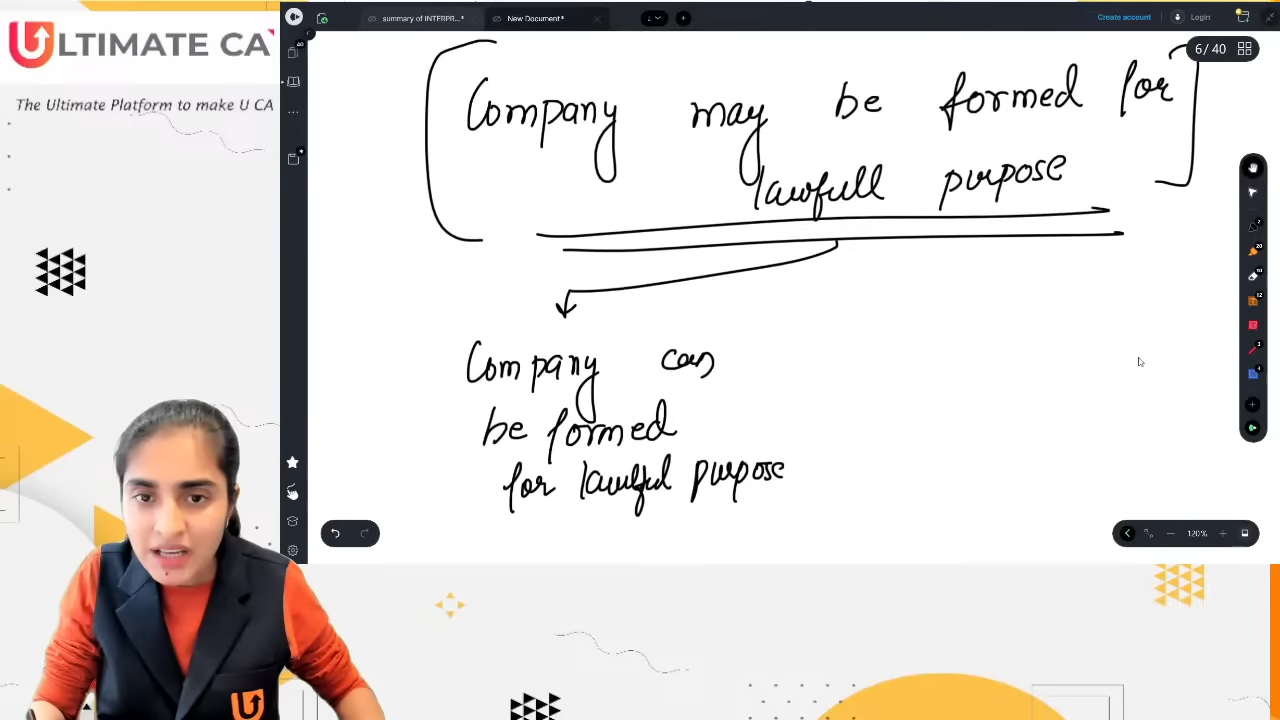 ULTIMATE CA
The Ultimate Platform to make U CA
summary of INTERPR...*
New Document*
Create account
Login
6 / 40
Company may be formed for
lawfull purpose
Company can
be formed
for lawful purpose
120%